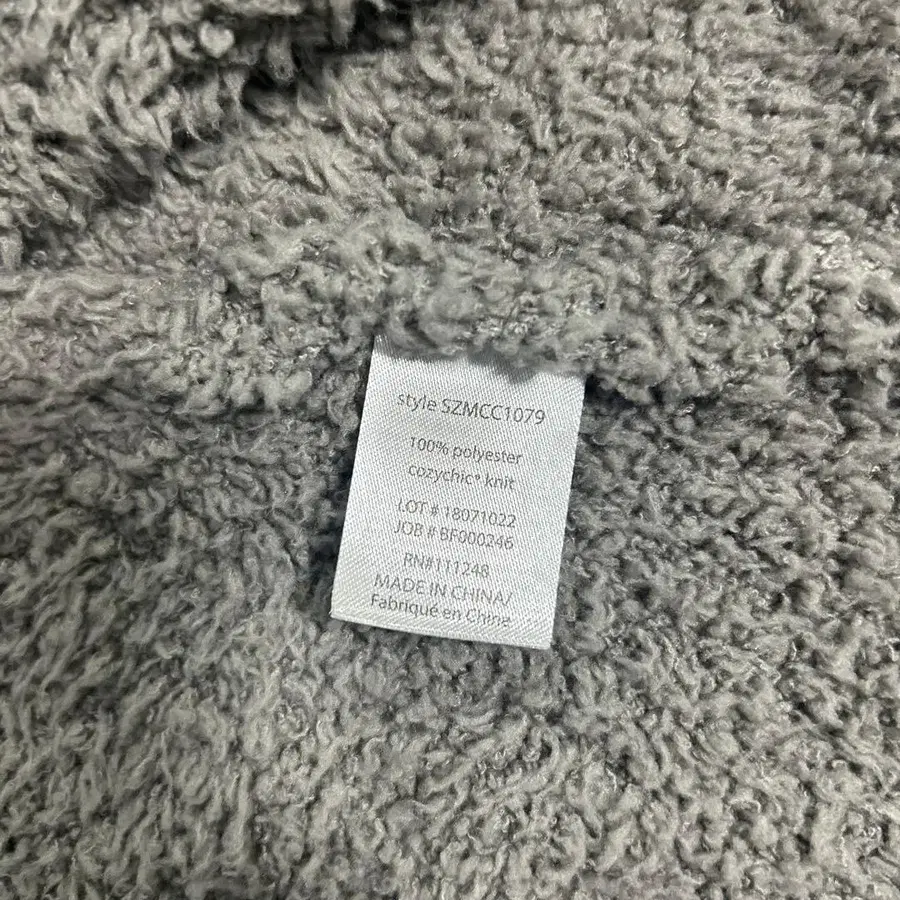 style SZMCC1079
100% polyester
cozychic® knit
LOT # 18071022
JOB # BF000246
RN#111248
MADE IN CHINA/
Fabriqué en Chine